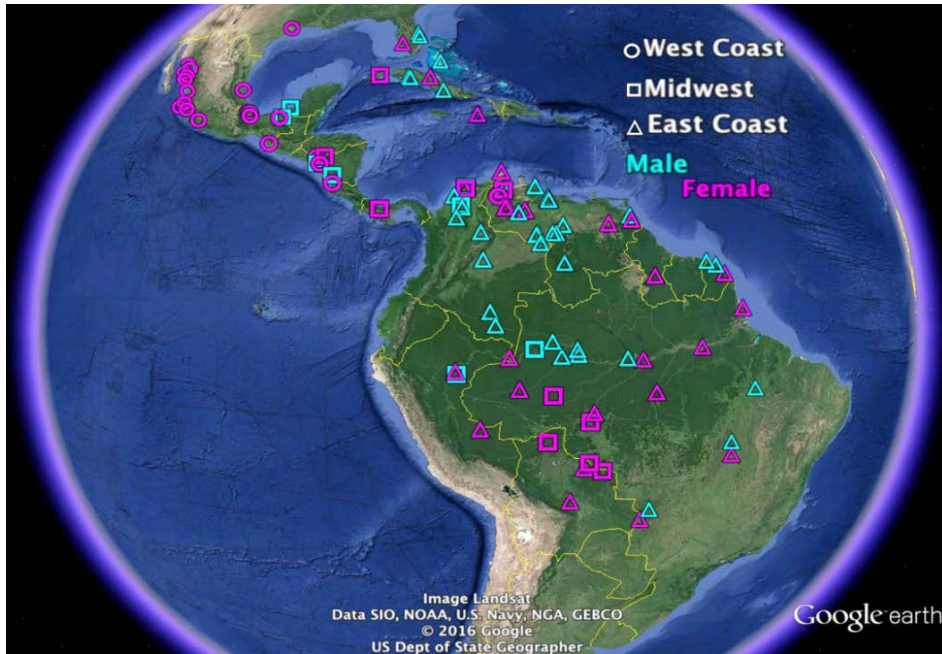 West Coast
Midwest
East Coast
Male
Female
Image Landsat
Data SIO, NOAA, U.S. Navy, NGA, GEBCO
© 2016 Google
US Dept of State Geographer
Google earth